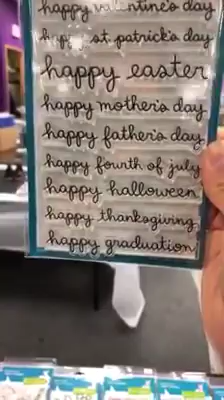 happy valentine's day
happy st. patrick's day
happy easter
happy mother's day
happy father's day
happy fourth of july
happy halloween
happy thanksgiving
happy graduation